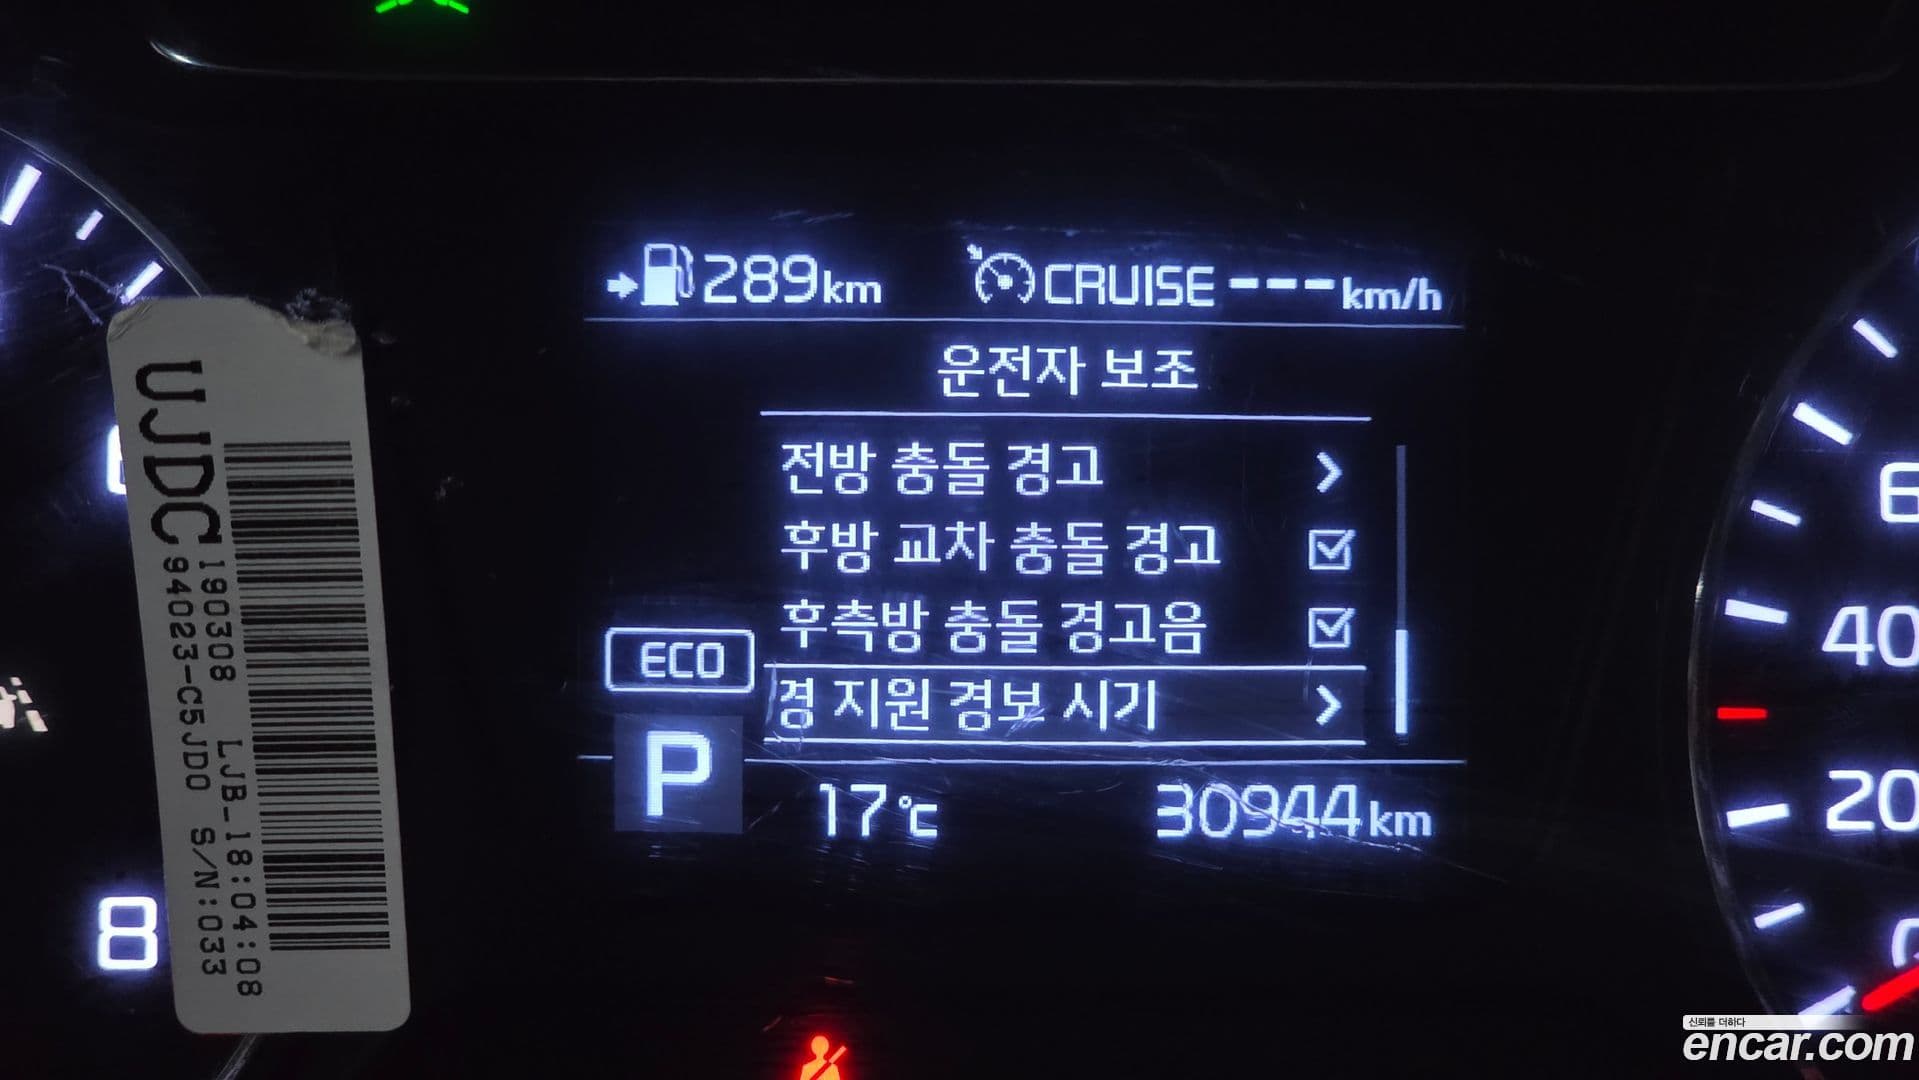 289km CRUISE ---km/h
운전자 보조
전방 충돌 경고
후방 교차 충돌 경고
후측방 충돌 경고음
경 지원 경보 시기
ECO
P
17℃ 30944km
UJDC
190308 LJB-18:04:08
94023-C5JD0 S/N:033
8
6
40
20
0
신뢰를 더하다
encar.com